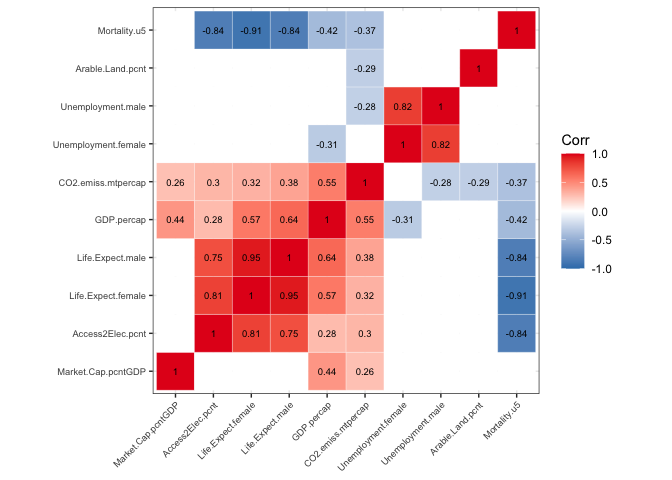 Mortality.u5 -0.84 -0.91 -0.84 -0.42 -0.37 1
Arable.Land.pcnt -0.29 1
Unemployment.male -0.28 0.82 1
Unemployment.female -0.31 1 0.82
CO2.emiss.mtpercap 0.26 0.3 0.32 0.38 0.55 1 -0.28 -0.29 -0.37
GDP.percap 0.44 0.28 0.57 0.64 1 0.55 -0.31 -0.42
Life.Expect.male 0.75 0.95 1 0.64 0.38 -0.84
Life.Expect.female 0.81 1 0.95 0.57 0.32 -0.91
Access2Elec.pcnt 1 0.81 0.75 0.28 0.3 -0.84
Market.Cap.pcntGDP 1 0.44 0.26
Market.Cap.pcntGDP
Access2Elec.pcnt
Life.Expect.female
Life.Expect.male
GDP.percap
CO2.emiss.mtpercap
Unemployment.female
Unemployment.male
Arable.Land.pcnt
Mortality.u5
Corr
1.0
0.5
0.0
-0.5
-1.0